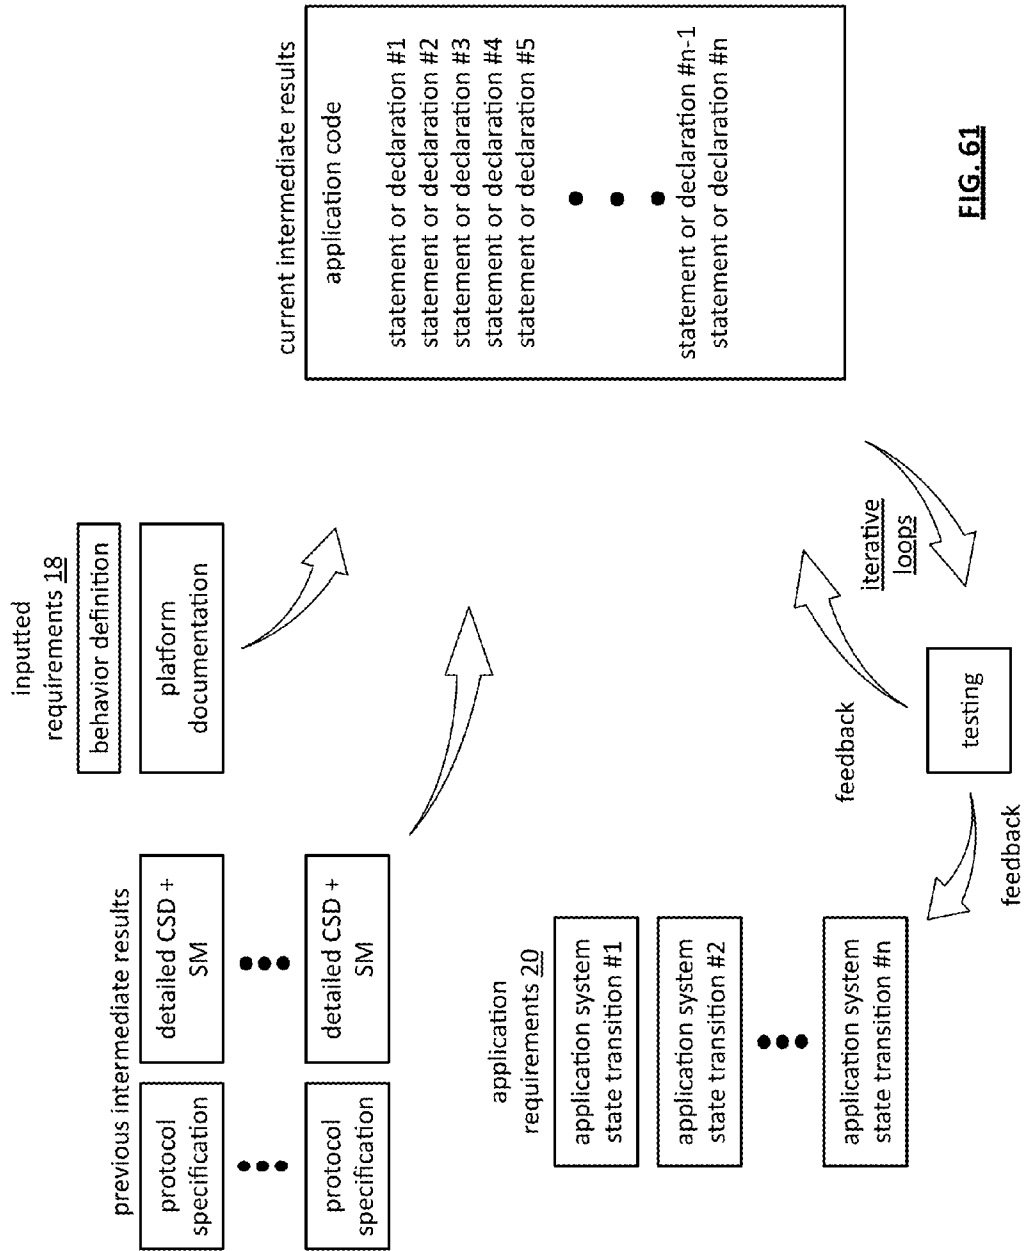 previous intermediate results
protocol
specification
protocol
specification
detailed CSD +
SM
detailed CSD +
SM
inputted
requirements 18
behavior definition
platform
documentation
current intermediate results
application code
statement or declaration #1
statement or declaration #2
statement or declaration #3
statement or declaration #4
statement or declaration #5
statement or declaration #n-1
statement or declaration #n
application
requirements 20
application system
state transition #1
application system
state transition #2
application system
state transition #n
feedback
feedback
testing
iterative
loops
FIG. 61